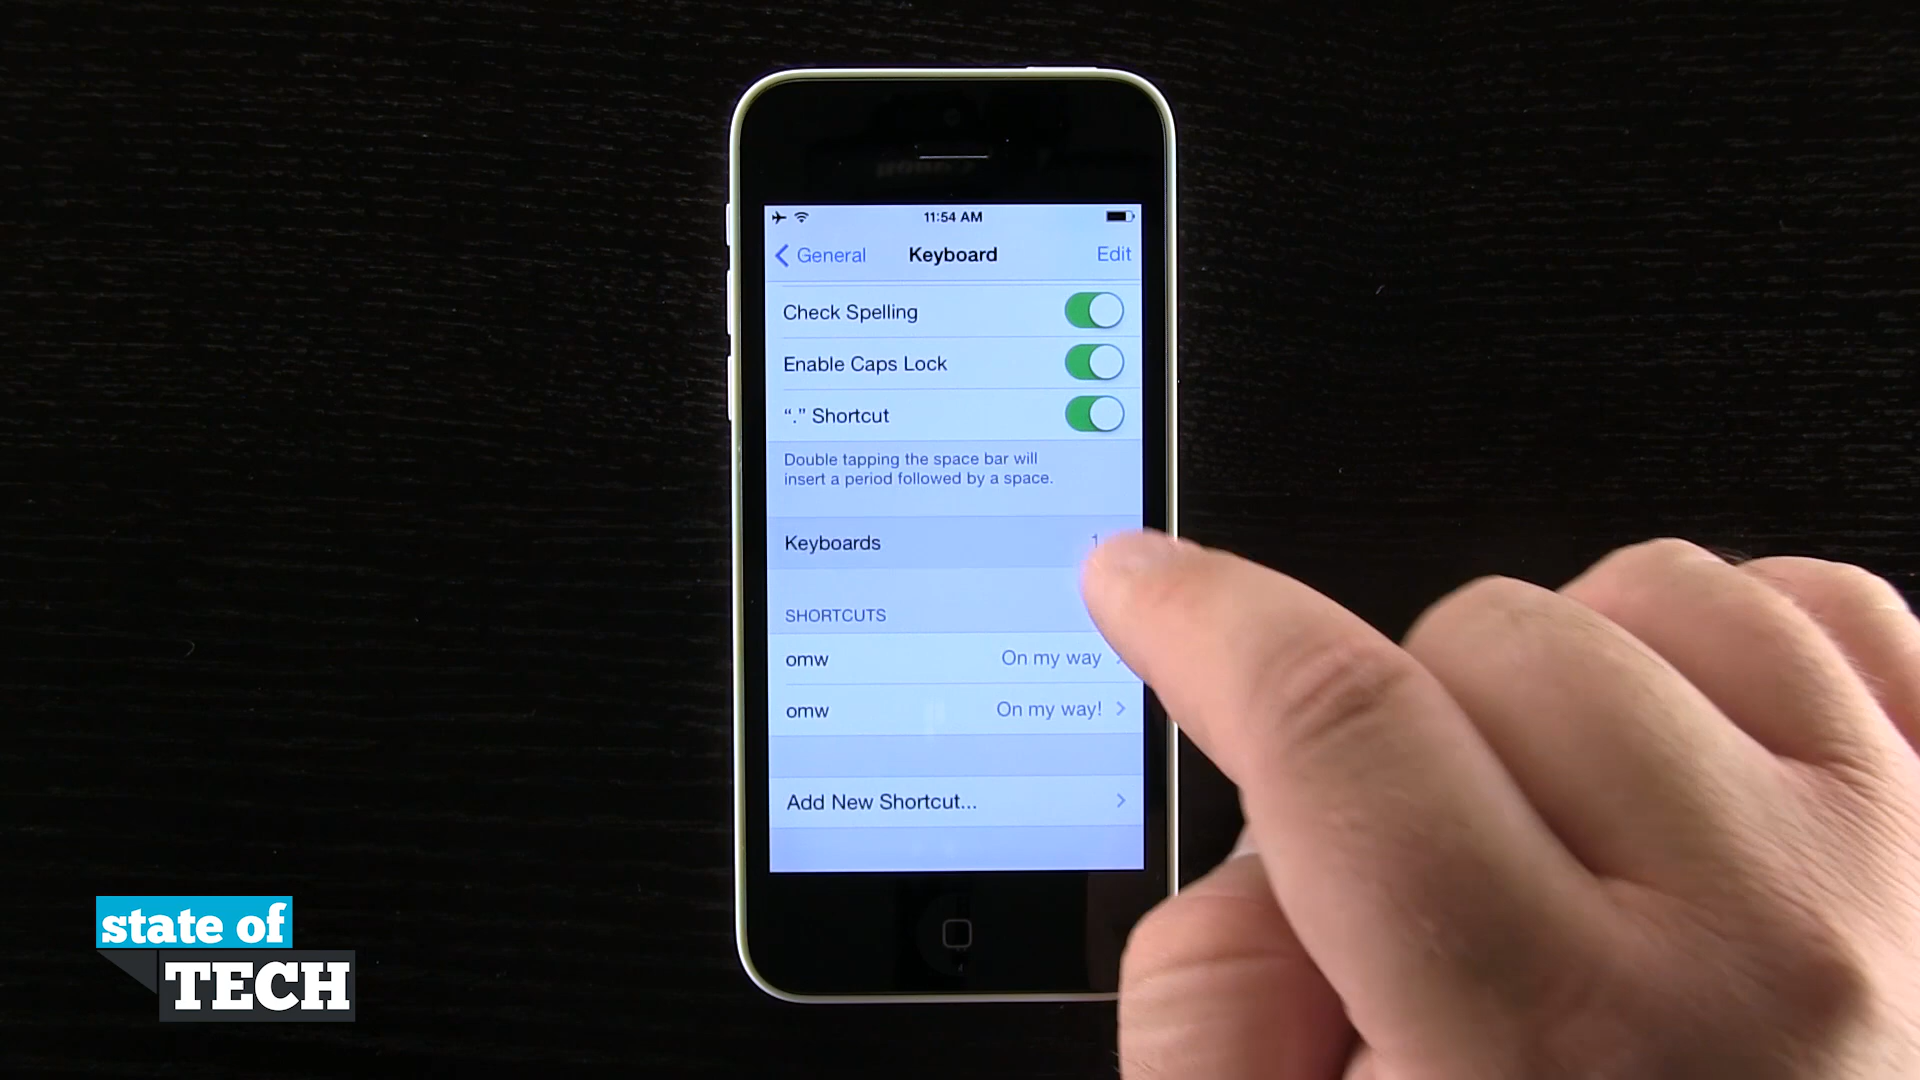 11:54 AM
General
Keyboard
Edit
Check Spelling
Enable Caps Lock
“.” Shortcut
Double tapping the space bar will
insert a period followed by a space.
Keyboards
1
SHORTCUTS
omw
On my way
omw
On my way!
Add New Shortcut...
state of
TECH